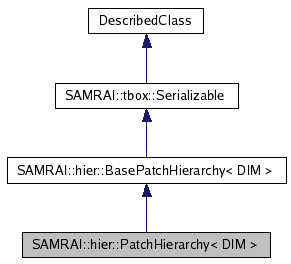 DescribedClass
SAMRAI::tbox::Serializable
SAMRAI::hier::BasePatchHierarchy< DIM >
SAMRAI::hier::PatchHierarchy< DIM >